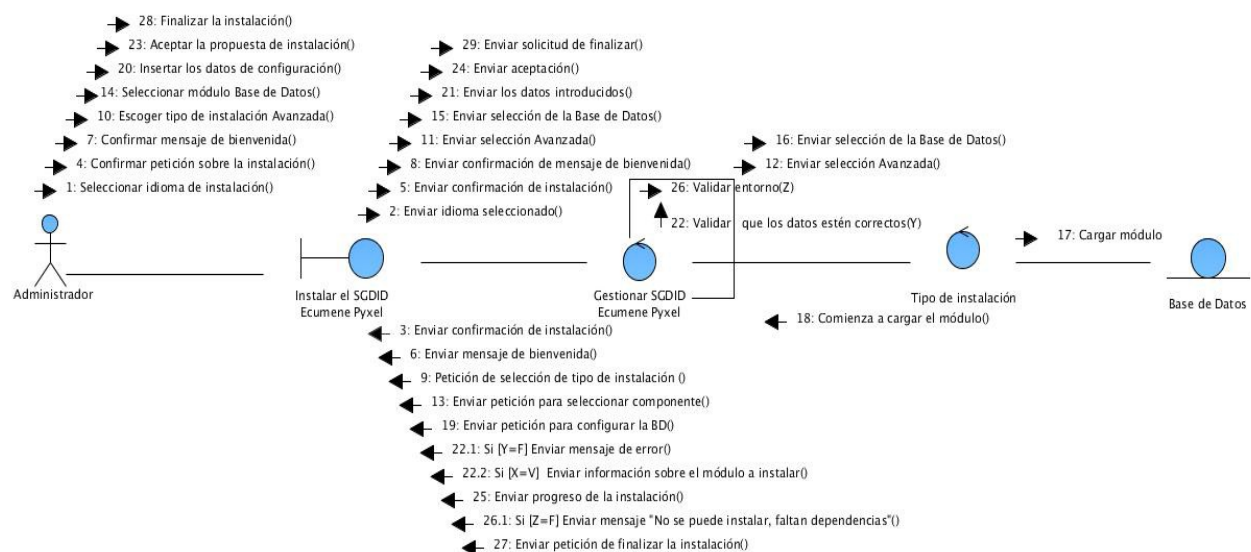 28: Finalizar la instalación()
23: Aceptar la propuesta de instalación()
20: Insertar los datos de configuración()
14: Seleccionar módulo Base de Datos()
10: Escoger tipo de instalación Avanzada()
7: Confirmar mensaje de bienvenida()
4: Confirmar petición sobre la instalación()
1: Seleccionar idioma de instalación()
Administrador
29: Enviar solicitud de finalizar()
24: Enviar aceptación()
21: Enviar los datos introducidos()
15: Enviar selección de la Base de Datos()
11: Enviar selección Avanzada()
8: Enviar confirmación de mensaje de bienvenida()
5: Enviar confirmación de instalación()
2: Enviar idioma seleccionado()
Instalar el SGDID
Ecumene Pyxel
16: Enviar selección de la Base de Datos()
12: Enviar selección Avanzada()
26: Validar entorno(Z)
22: Validar que los datos estén correctos(Y)
Gestionar SGDID
Ecumene Pyxel
17: Cargar módulo
Tipo de instalación
Base de Datos
18: Comienza a cargar el módulo()
3: Enviar confirmación de instalación()
6: Enviar mensaje de bienvenida()
9: Petición de selección de tipo de instalación ()
13: Enviar petición para seleccionar componente()
19: Enviar petición para configurar la BD()
22.1: Si [Y=F] Enviar mensaje de error()
22.2: Si [X=V] Enviar información sobre el módulo a instalar()
25: Enviar progreso de la instalación()
26.1: Si [Z=F] Enviar mensaje "No se puede instalar, faltan dependencias"()
27: Enviar petición de finalizar la instalación()